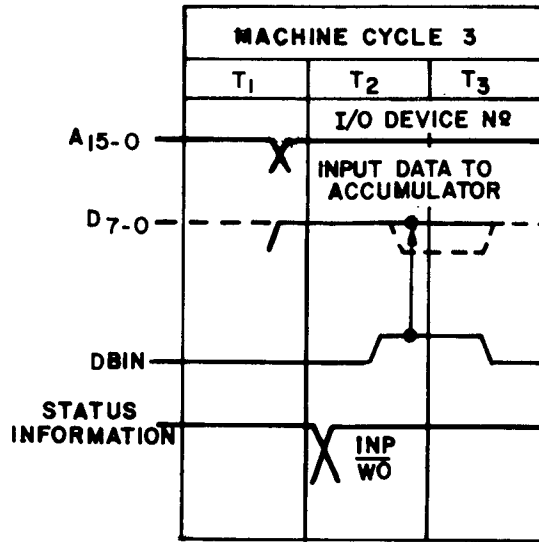 MACHINE CYCLE 3
T1 T2 T3
I/O DEVICE Nº
A15-0
INPUT DATA TO
ACCUMULATOR
D7-0
DBIN
STATUS
INFORMATION
INP
W̅O̅